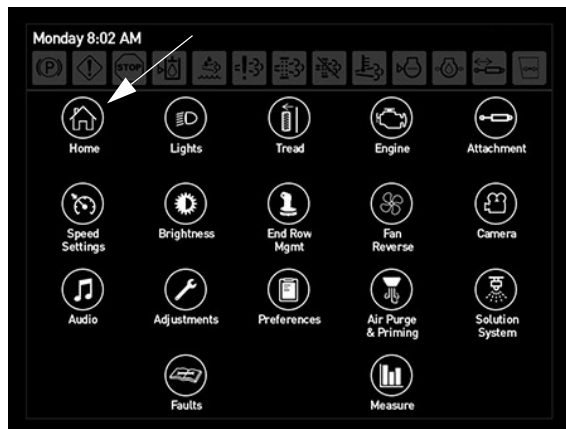 Monday 8:02 AM
(P) STOP
Home Lights Tread Engine Attachment
Speed Brightness End Row Fan Camera
Settings Mgmt Reverse
Audio Adjustments Preferences Air Purge Solution
& Priming System
Faults Measure